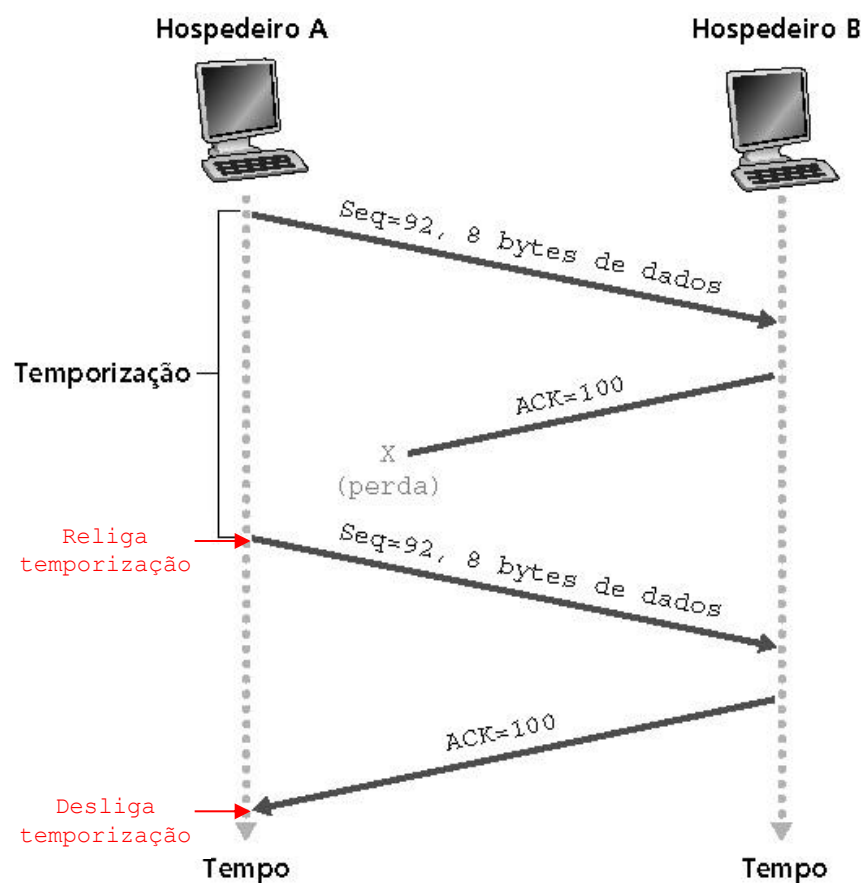 Hospedeiro A
Hospedeiro B
Seq=92, 8 bytes de dados
Temporização
ACK=100
X
(perda)
Religa
temporização
Seq=92, 8 bytes de dados
ACK=100
Desliga
temporização
Tempo
Tempo